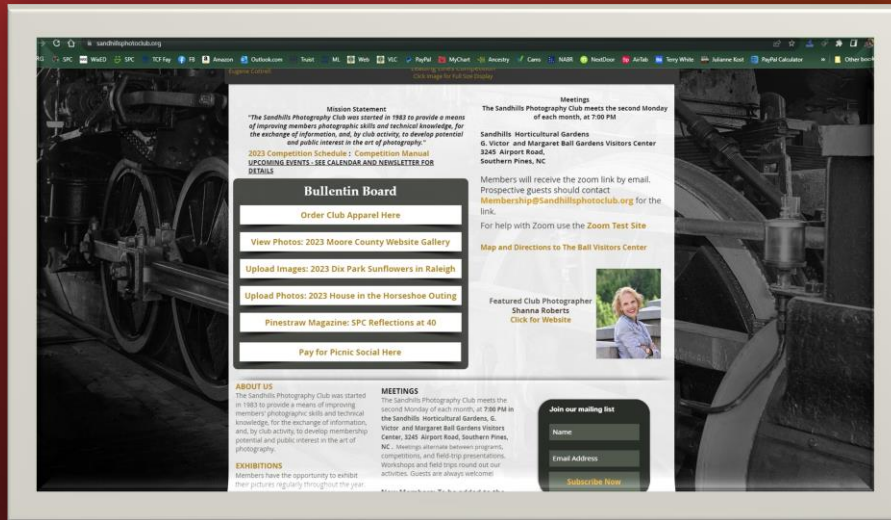 sandhillsphotoclub.org
SPC WixED SPC TCF Fay FB Amazon Outlook.com Truist ML Web VLC PayPal MyChart Ancestry Cams NABR NextDoor AirTab Terry White Julianne Kost PayPal Calculator » Other book
Eugene Cottrell
Click Image for Full Size Display
Mission Statement
"The Sandhills Photography Club was started in 1983 to provide a means
of improving members photographic skills and technical knowledge, for
the exchange of information, and, by club activity, to develop potential
and public interest in the art of photography."
2023 Competition Schedule : Competition Manual
UPCOMING EVENTS - SEE CALENDAR AND NEWSLETTER FOR
DETAILS
Bullentin Board
Order Club Apparel Here
View Photos: 2023 Moore County Website Gallery
Upload Images: 2023 Dix Park Sunflowers in Raleigh
Upload Photos: 2023 House in the Horseshoe Outing
Pinestraw Magazine: SPC Reflections at 40
Pay for Picnic Social Here
Meetings
The Sandhills Photography Club meets the second Monday
of each month, at 7:00 PM
Sandhills Horticultural Gardens
G. Victor and Margaret Ball Gardens Visitors Center
3245 Airport Road,
Southern Pines, NC
Members will receive the zoom link by email.
Prospective guests should contact
Membership@Sandhillsphotoclub.org for the
link.
For help with Zoom use the Zoom Test Site
Map and Directions to The Ball Visitors Center
Featured Club Photographer
Shanna Roberts
Click for Website
ABOUT US
The Sandhills Photography Club was started
in 1983 to provide a means of improving
members' photographic skills and technical
knowledge, for the exchange of information,
and, by club activity, to develop membership
potential and public interest in the art of
photography.
EXHIBITIONS
Members have the opportunity to exhibit
their pictures regularly throughout the year.
MEETINGS
The Sandhills Photography Club meets the
second Monday of each month, at 7:00 PM in
the Sandhills Horticultural Gardens, G.
Victor and Margaret Ball Gardens Visitors
Center, 3245 Airport Road, Southern Pines,
NC . Meetings alternate between programs,
competitions, and field-trip presentations.
Workshops and field trips round out our
activities. Guests are always welcome!
Join our mailing list
Name
Email Address
Subscribe Now